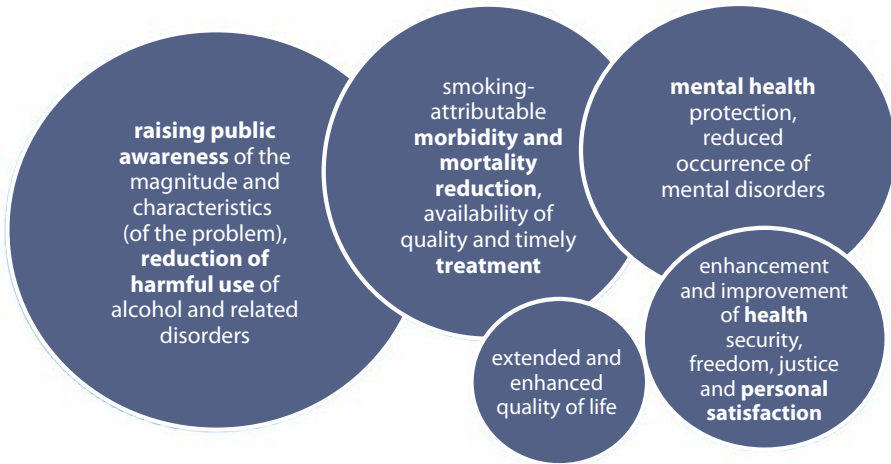 raising public
awareness of the
magnitude and
characteristics
(of the problem),
reduction of
harmful use of
alcohol and related
disorders
smoking-
attributable
morbidity and
mortality
reduction,
availability of
quality and timely
treatment
mental health
protection,
reduced
occurrence of
mental disorders
extended and
enhanced
quality of life
enhancement
and improvement
of health
security,
freedom, justice
and personal
satisfaction